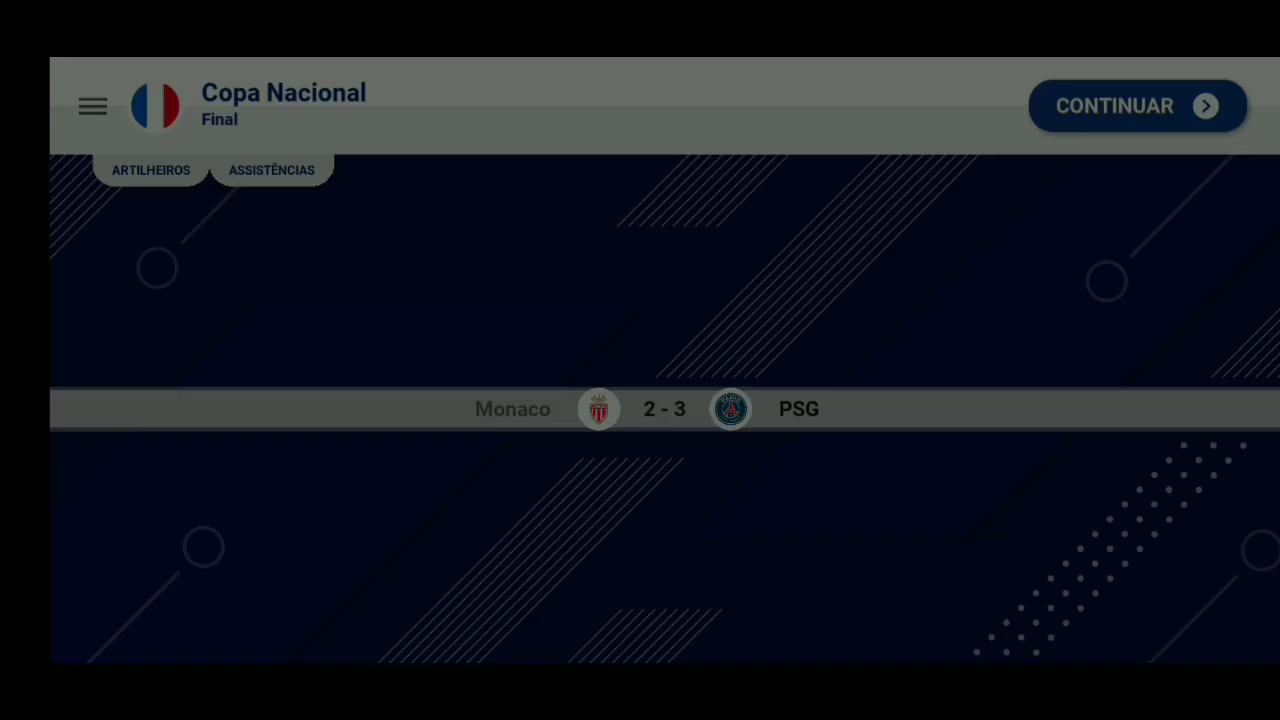 Copa Nacional
Final
CONTINUAR
ARTILHEIROS ASSISTÊNCIAS
Monaco 2 - 3 PSG